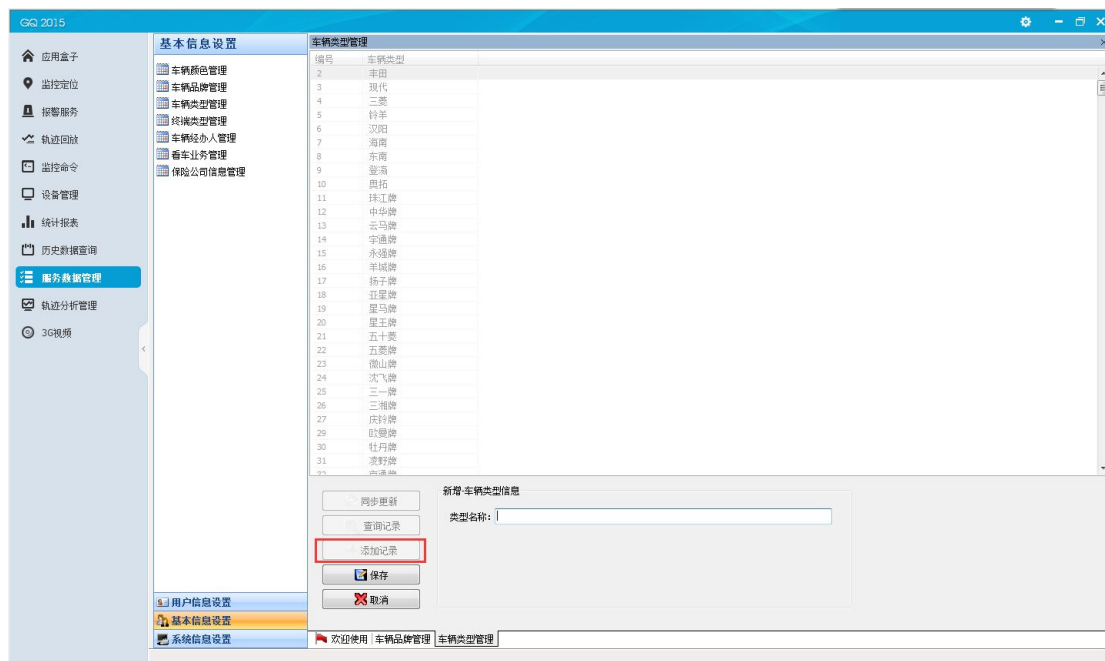 GQ 2015
应用盒子
监控定位
报警服务
轨迹回放
监控命令
设备管理
统计报表
历史数据查询
服务数据管理
轨迹分析管理
3G视频
基本信息设置
车辆颜色管理
车辆品牌管理
车辆类型管理
终端类型管理
车辆经办人管理
看车业务管理
保险公司信息管理
用户信息设置
基本信息设置
系统信息设置
车辆类型管理
编号 车辆类型
2 丰田
3 现代
4 三菱
5 铃羊
6 汉阳
7 海南
8 东南
9 登海
10 奥拓
11 珠江牌
12 中华牌
13 云马牌
14 宇通牌
15 永强牌
16 羊城牌
17 扬子牌
18 亚星牌
19 星马牌
20 星王牌
21 五十菱
22 五菱牌
23 微山牌
24 沈飞牌
25 三一牌
26 三湘牌
27 庆铃牌
29 欧曼牌
30 牡丹牌
31 凌野牌
同步更新
查询记录
添加记录
保存
取消
新增-车辆类型信息
类型名称:
欢迎使用 车辆品牌管理 车辆类型管理